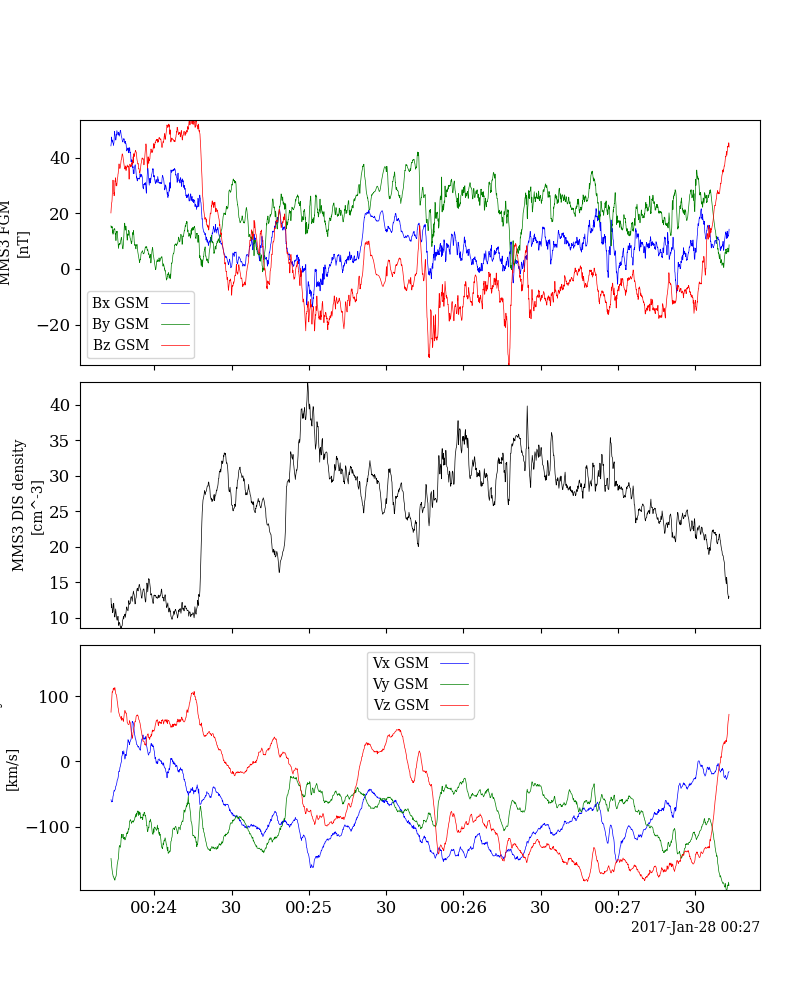 MMS3 FGM
[nT]
40
20
0
−20
Bx GSM
By GSM
Bz GSM
MMS3 DIS density
[cm^-3]
40
35
30
25
20
15
10
[km/s]
100
0
−100
Vx GSM
Vy GSM
Vz GSM
00:24 30 00:25 30 00:26 30 00:27 30
2017-Jan-28 00:27